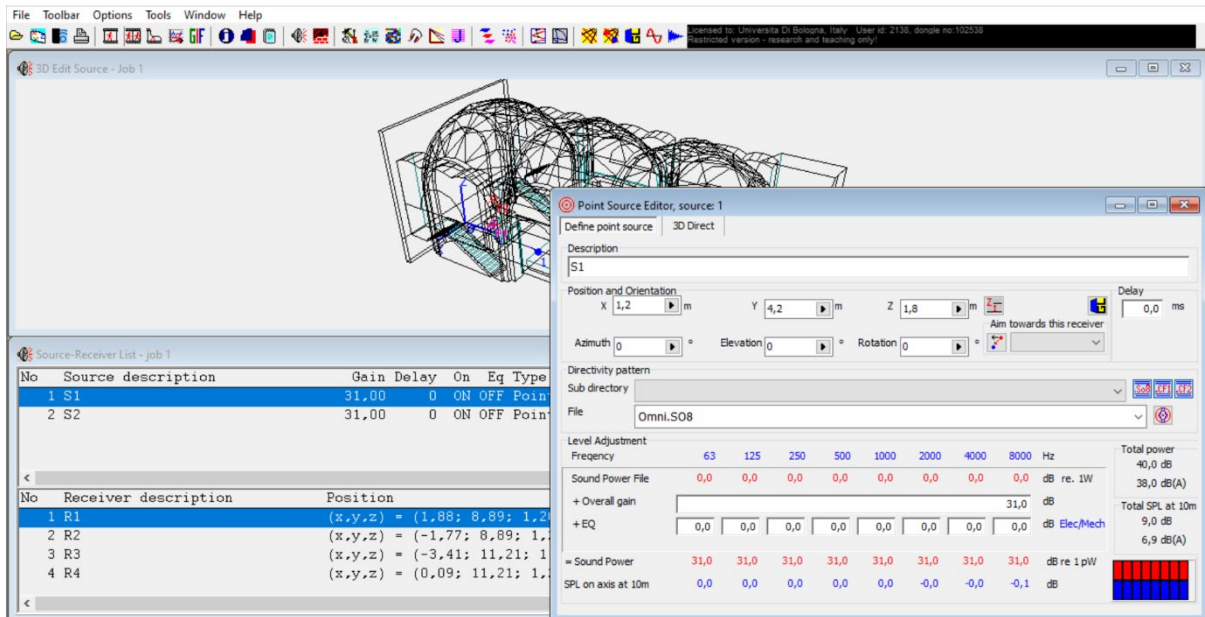 File Toolbar Options Tools Window Help
Licensed to: Universita Di Bologna, Italy User id: 2138, dongle no:102538
Restricted version - research and teaching only!
3D Edit Source - Job 1
Point Source Editor, source: 1
Define point source 3D Direct
Description
S1
Position and Orientation Delay
X 1,2 m Y 4,2 m Z 1,8 m 0,0 ms
Aim towards this receiver
Azimuth 0 ° Elevation 0 ° Rotation 0 °
Directivity pattern
Sub directory .So8 .CF1 .CF2
File Omni.SO8
Level Adjustment
Freqency 63 125 250 500 1000 2000 4000 8000 Hz
Sound Power File 0,0 0,0 0,0 0,0 0,0 0,0 0,0 0,0 dB re. 1W
+ Overall gain 31,0 dB
+ EQ 0,0 0,0 0,0 0,0 0,0 0,0 0,0 0,0 dB Elec/Mech
= Sound Power 31,0 31,0 31,0 31,0 31,0 31,0 31,0 31,0 dB re 1 pW
SPL on axis at 10m 0,0 0,0 0,0 0,0 0,0 -0,0 -0,0 -0,1 dB
Total power
40,0 dB
38,0 dB(A)
Total SPL at 10m
9,0 dB
6,9 dB(A)
Source-Receiver List - job 1
No Source description Gain Delay On Eq Type
1 S1 31,00 0 ON OFF Poin
2 S2 31,00 0 ON OFF Poin
No Receiver description Position
1 R1 (x,y,z) = (1,88; 8,89; 1,2
2 R2 (x,y,z) = (-1,77; 8,89; 1,
3 R3 (x,y,z) = (-3,41; 11,21; 1
4 R4 (x,y,z) = (0,09; 11,21; 1,